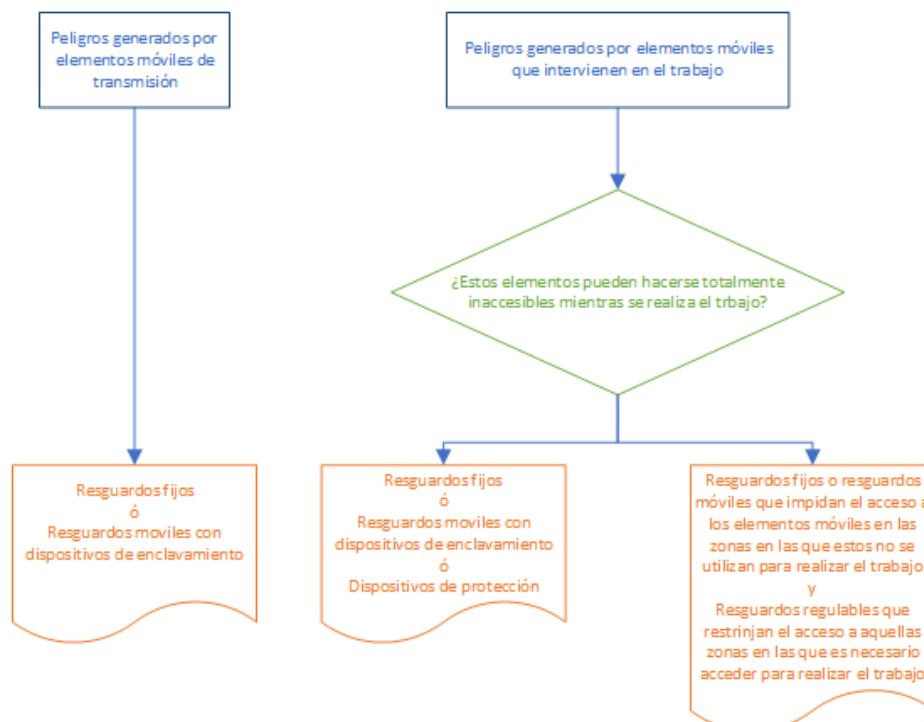 Peligros generados por
elementos móviles de
transmisión
Peligros generados por elementos móviles
que intervienen en el trabajo
¿Estos elementos pueden hacerse totalmente
inaccesibles mientras se realiza el trbajo?
Resguardos fijos
ó
Resguardos moviles con
dispositivos de enclavamiento
Resguardos fijos
ó
Resguardos moviles con
dispositivos de enclavamiento
ó
Dispositivos de protección
Resguardos fijos o resguardos
móviles que impidan el acceso a
los elementos móviles en las
zonas en las que estos no se
utilizan para realizar el trabajo
y
Resguardos regulables que
restrinjan el acceso a aquellas
zonas en las que es necesario
acceder para realizar el trabajo